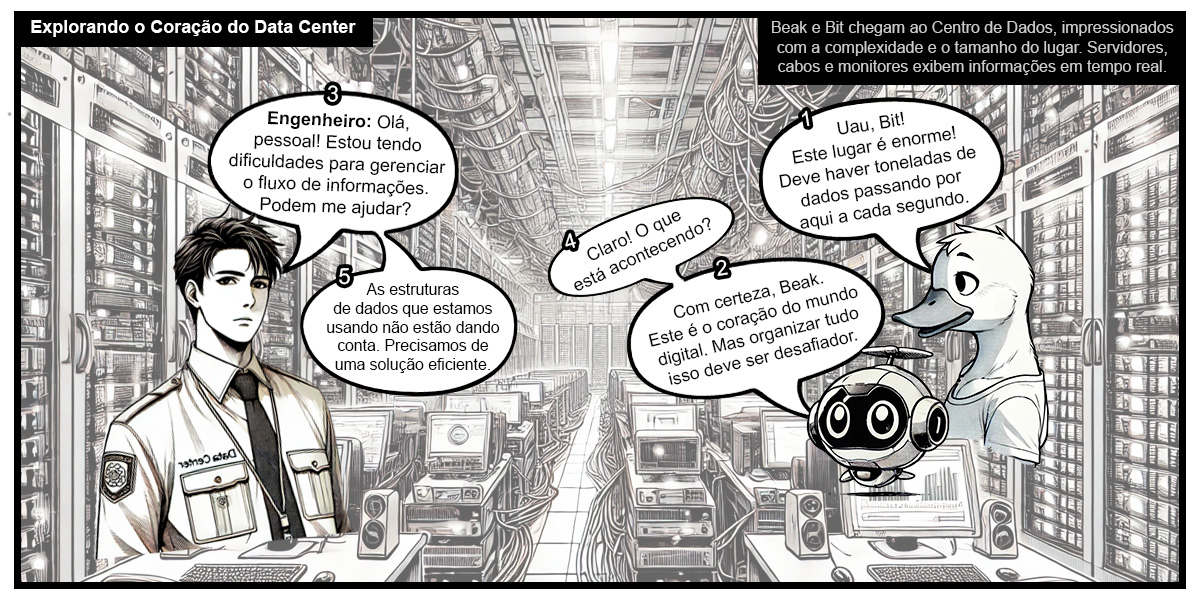 Explorando o Coração do Data Center
Beak e Bit chegam ao Centro de Dados, impressionados
com a complexidade e o tamanho do lugar. Servidores,
cabos e monitores exibem informações em tempo real.
1
Uau, Bit!
Este lugar é enorme!
Deve haver toneladas de
dados passando por
aqui a cada segundo.
2
Com certeza, Beak.
Este é o coração do mundo
digital. Mas organizar tudo
isso deve ser desafiador.
3
Engenheiro: Olá,
pessoal! Estou tendo
dificuldades para gerenciar
o fluxo de informações.
Podem me ajudar?
4
Claro! O que
está acontecendo?
5
As estruturas
de dados que estamos
usando não estão dando
conta. Precisamos de
uma solução eficiente.
Data Center